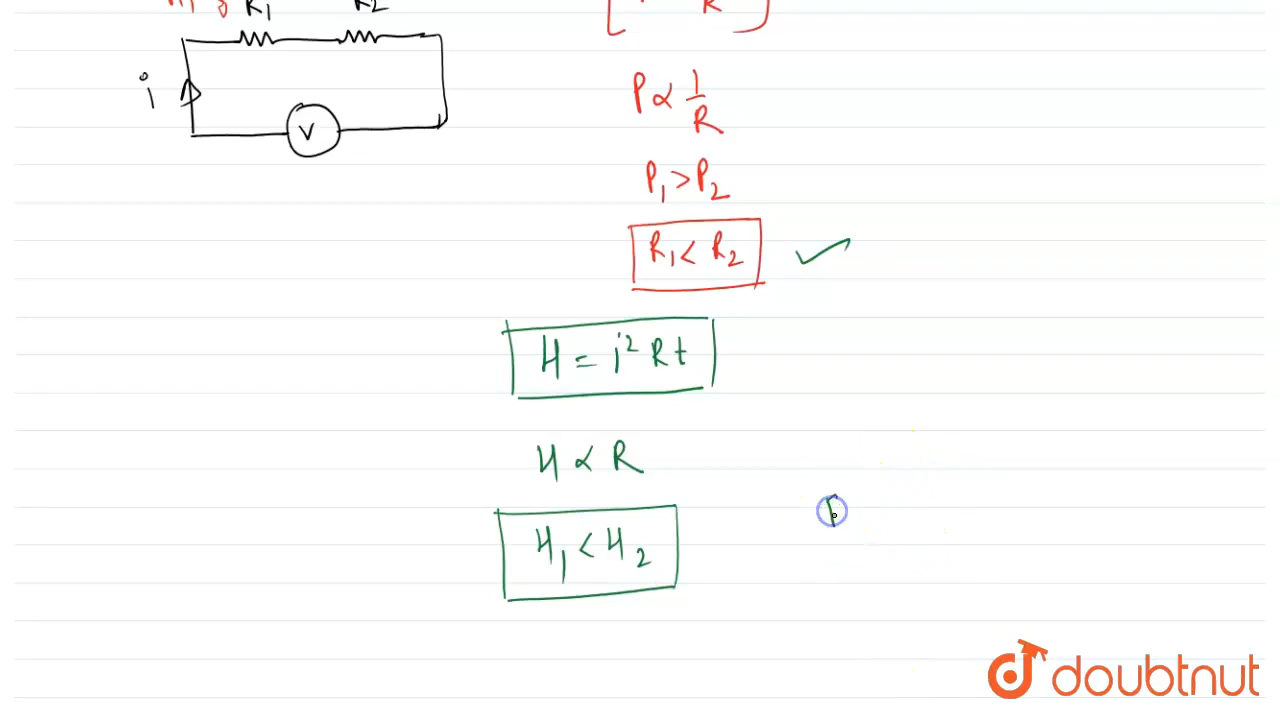 R1 R2
R
i
V
P ∝ 1/R
P1 > P2
R1 < R2 ✓
H = i² R t
H ∝ R
H1 < H2
doubtnut